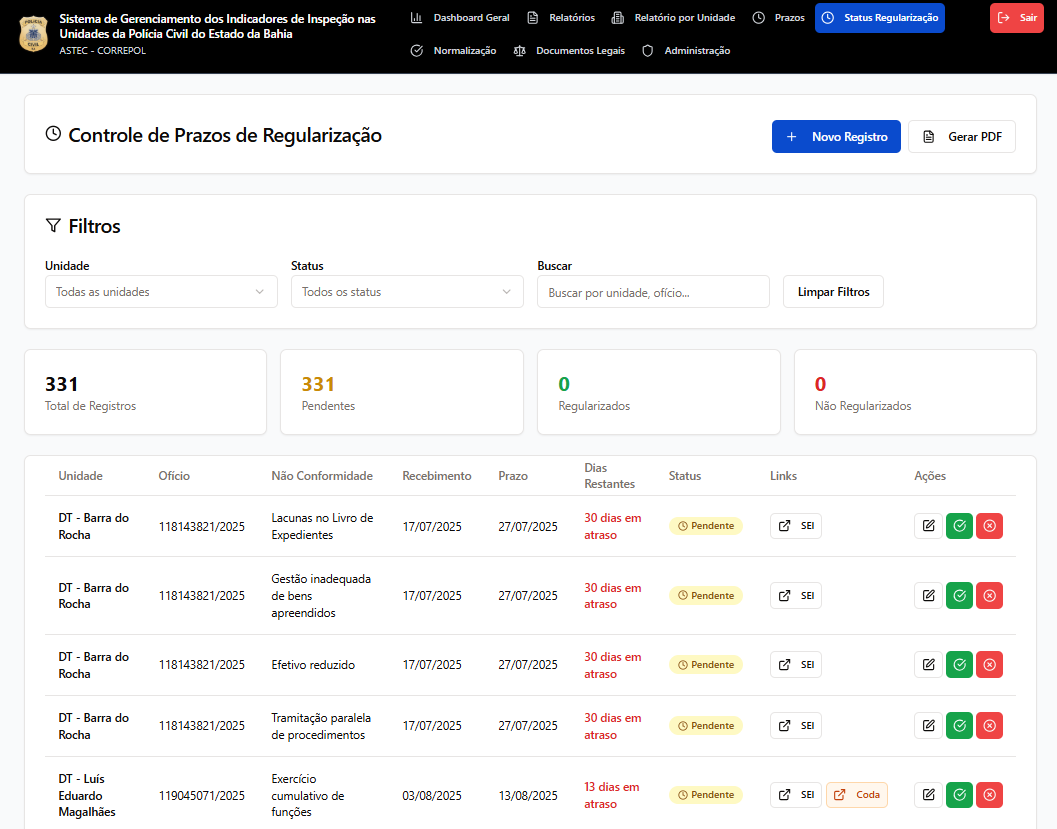 Sistema de Gerenciamento dos Indicadores de Inspeção nas
Unidades da Polícia Civil do Estado da Bahia
ASTEC - CORREPOL
Dashboard Geral
Relatórios
Relatório por Unidade
Prazos
Status Regularização
Sair
Normalização
Documentos Legais
Administração
Controle de Prazos de Regularização
Novo Registro
Gerar PDF
Filtros
Unidade
Status
Buscar
Todas as unidades
Todos os status
Buscar por unidade, ofício...
Limpar Filtros
331
Total de Registros
331
Pendentes
0
Regularizados
0
Não Regularizados
Unidade
Ofício
Não Conformidade
Recebimento
Prazo
Dias
Restantes
Status
Links
Ações
DT - Barra do
Rocha
118143821/2025
Lacunas no Livro de
Expedientes
17/07/2025
27/07/2025
30 dias em
atraso
Pendente
SEI
DT - Barra do
Rocha
118143821/2025
Gestão inadequada
de bens
apreendidos
17/07/2025
27/07/2025
30 dias em
atraso
Pendente
SEI
DT - Barra do
Rocha
118143821/2025
Efetivo reduzido
17/07/2025
27/07/2025
30 dias em
atraso
Pendente
SEI
DT - Barra do
Rocha
118143821/2025
Tramitação paralela
de procedimentos
17/07/2025
27/07/2025
30 dias em
atraso
Pendente
SEI
DT - Luís
Eduardo
Magalhães
119045071/2025
Exercício
cumulativo de
funções
03/08/2025
13/08/2025
13 dias em
atraso
Pendente
SEI
Coda